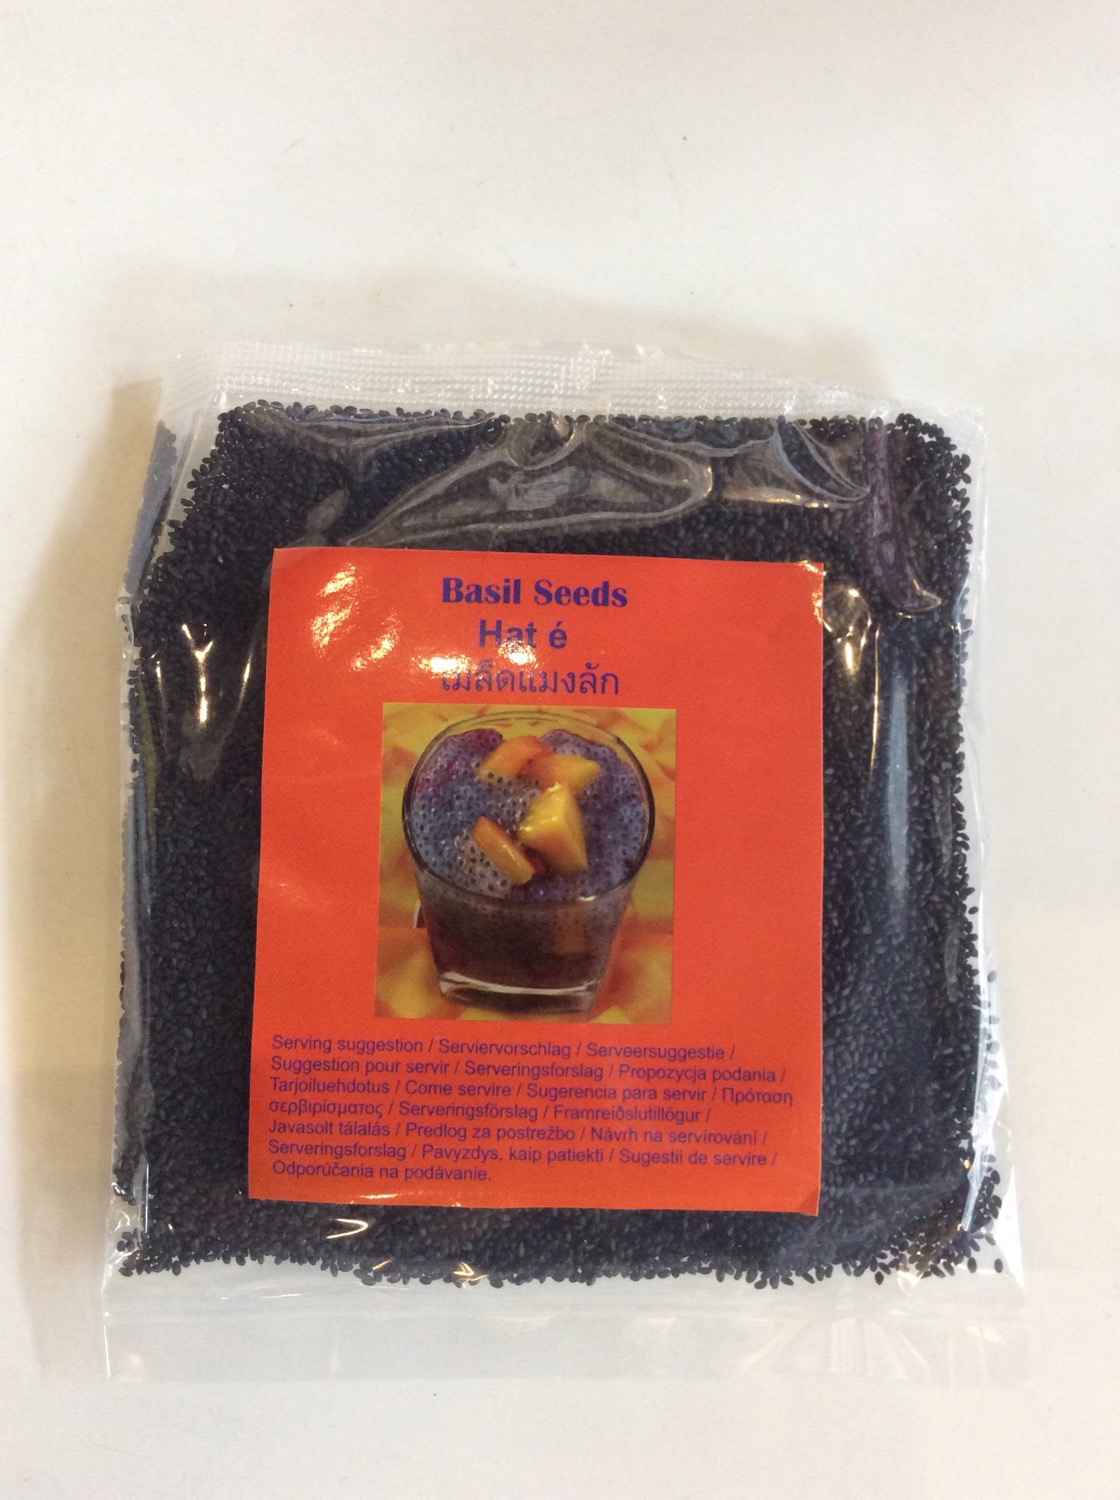 Basil Seeds
Hat é
เมล็ดแมงลัก
Serving suggestion / Serviervorschlag / Serveersuggestie /
Suggestion pour servir / Serveringsforslag / Propozycja podania /
Tarjoiluehdotus / Come servire / Sugerencia para servir / Πρόταση
σερβιρίσματος / Serveringsförslag / Framreiðslutillögur /
Javasolt tálalás / Predlog za postrežbo / Návrh na servírování /
Serveringsforslag / Pavyzdys, kaip patiekti / Sugestii de servire /
Odporúčania na podávanie.